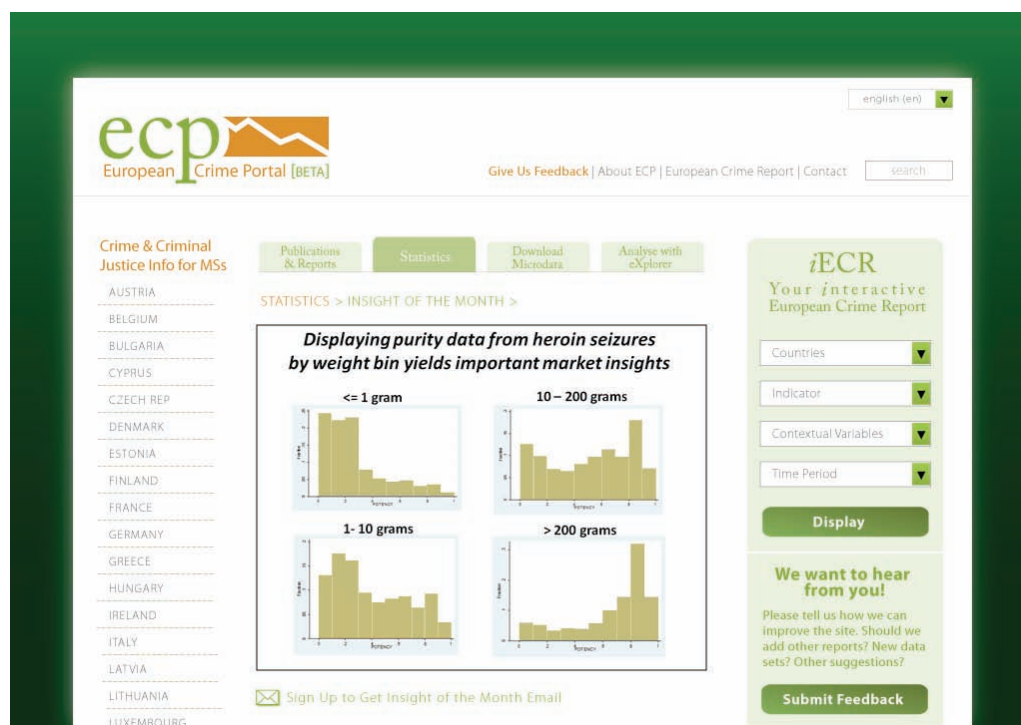 english (en)
ecp
European Crime Portal [BETA]
Give Us Feedback | About ECP | European Crime Report | Contact
search
Crime & Criminal
Justice Info for MSs
AUSTRIA
BELGIUM
BULGARIA
CYPRUS
CZECH REP
DENMARK
ESTONIA
FINLAND
FRANCE
GERMANY
GREECE
HUNGARY
IRELAND
ITALY
LATVIA
LITHUANIA
LUXEMBOURG
Publications
& Reports
Statistics
Download
Microdata
Analyse with
eXplorer
STATISTICS > INSIGHT OF THE MONTH >
Displaying purity data from heroin seizures
by weight bin yields important market insights
<= 1 gram
POTENCY
10 – 200 grams
POTENCY
1- 10 grams
POTENCY
> 200 grams
POTENCY
Sign Up to Get Insight of the Month Email
iECR
Your interactive
European Crime Report
Countries
Indicator
Contextual Variables
Time Period
Display
We want to hear
from you!
Please tell us how we can
improve the site. Should we
add other reports? New data
sets? Other suggestions?
Submit Feedback